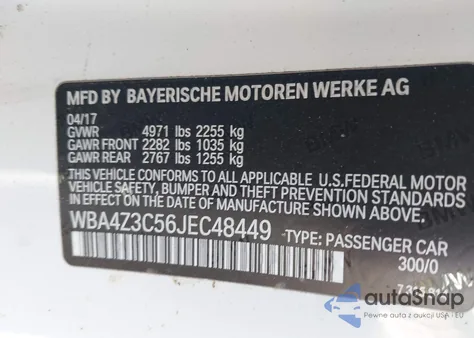 MFD BY BAYERISCHE MOTOREN WERKE AG
04/17
GVWR 4971 lbs 2255 kg
GAWR FRONT 2282 lbs 1035 kg
GAWR REAR 2767 lbs 1255 kg
THIS VEHICLE CONFORMS TO ALL APPLICABLE U.S.FEDERAL MOTOR
VEHICLE SAFETY, BUMPER AND THEFT PREVENTION STANDARDS
IN EFFECT ON THE DATE OF MANUFACTURE SHOWN ABOVE.
WBA4Z3C56JEC48449 TYPE: PASSENGER CAR
300/0
autoSnap
Pewne auta z aukcji USA i EU